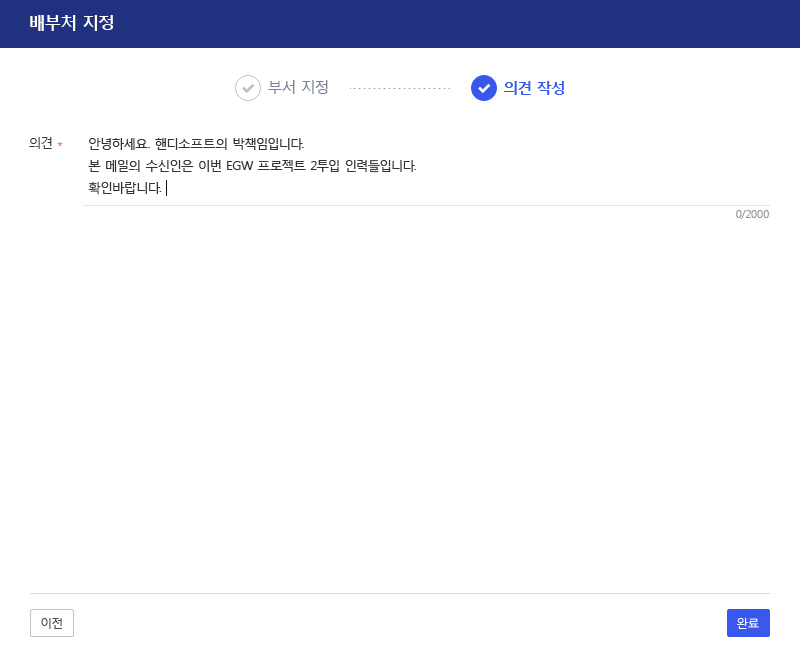 배부처 지정
부서 지정
의견 작성
의견 *
안녕하세요. 핸디소프트의 박책임입니다.
본 메일의 수신인은 이번 EGW 프로젝트 2투입 인력들입니다.
확인바랍니다.
0/2000
이전
완료